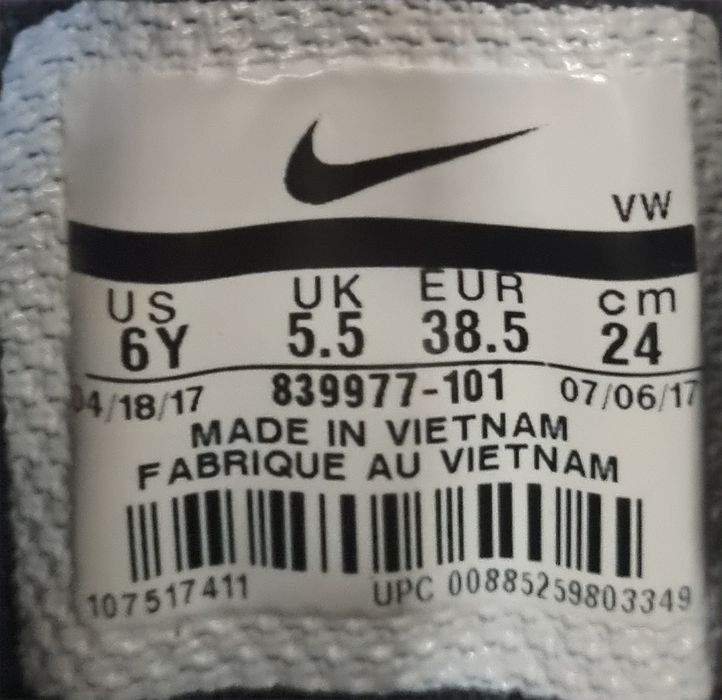 VW
US UK EUR cm
6Y 5.5 38.5 24
04/18/17 839977-101 07/06/17
MADE IN VIETNAM
FABRIQUE AU VIETNAM
107517411 UPC 00885259803349